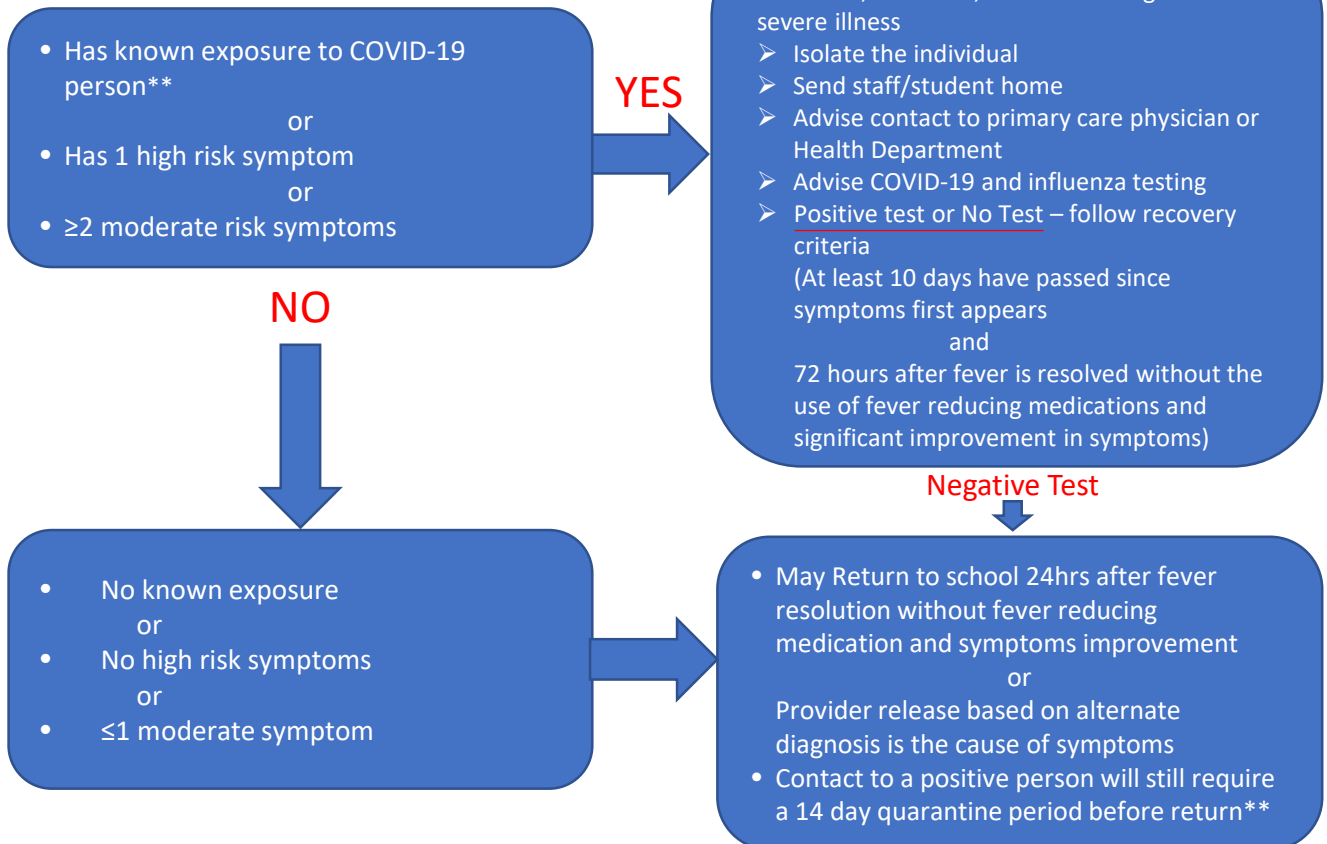 • Has known exposure to COVID-19
person**
or
• Has 1 high risk symptom
or
• ≥2 moderate risk symptoms
YES
severe illness
➢ Isolate the individual
➢ Send staff/student home
➢ Advise contact to primary care physician or
Health Department
➢ Advise COVID-19 and influenza testing
➢ Positive test or No Test – follow recovery
criteria
(At least 10 days have passed since
symptoms first appears
and
72 hours after fever is resolved without the
use of fever reducing medications and
significant improvement in symptoms)
NO
Negative Test
• No known exposure
or
• No high risk symptoms
or
• ≤1 moderate symptom
• May Return to school 24hrs after fever
resolution without fever reducing
medication and symptoms improvement
or
Provider release based on alternate
diagnosis is the cause of symptoms
• Contact to a positive person will still require
a 14 day quarantine period before return**